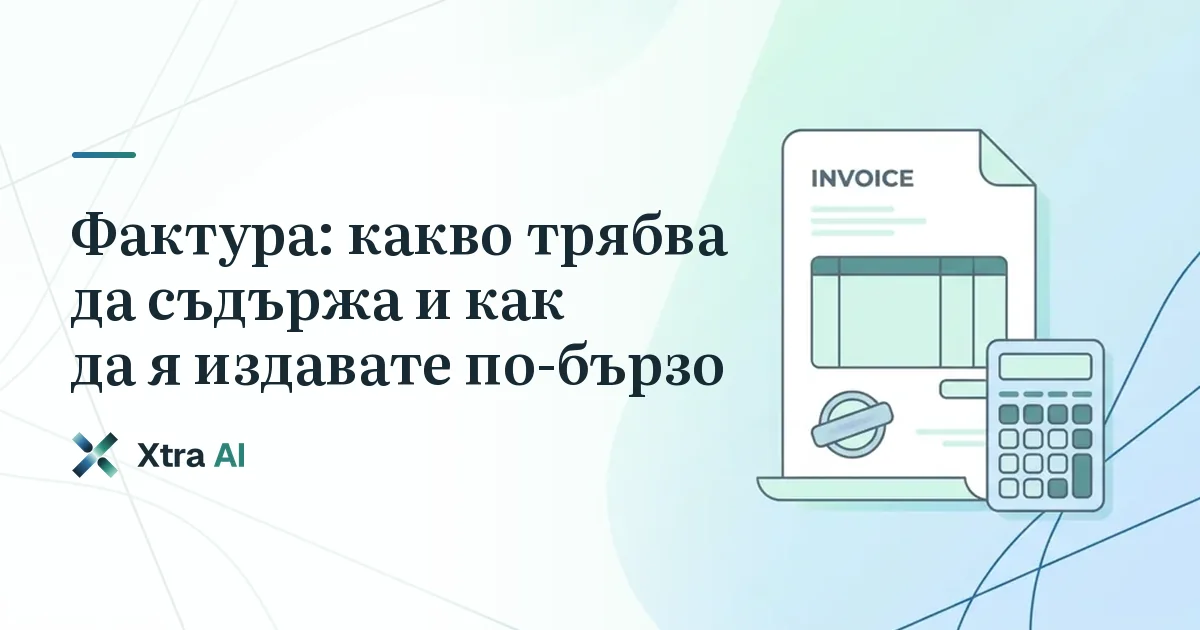 Фактура: какво трябва
да съдържа и как
да я издавате по-бързо
Xtra AI
INVOICE